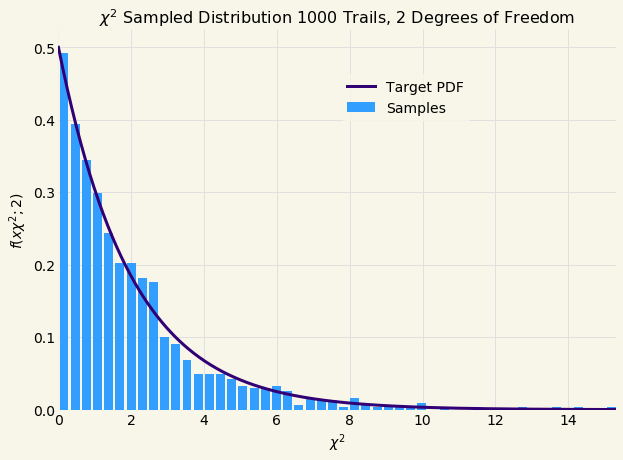 χ² Sampled Distribution 1000 Trails, 2 Degrees of Freedom
0.5
0.4
0.3
0.2
0.1
0.0
f(xχ²; 2)
Target PDF
Samples
0 2 4 6 8 10 12 14
χ²